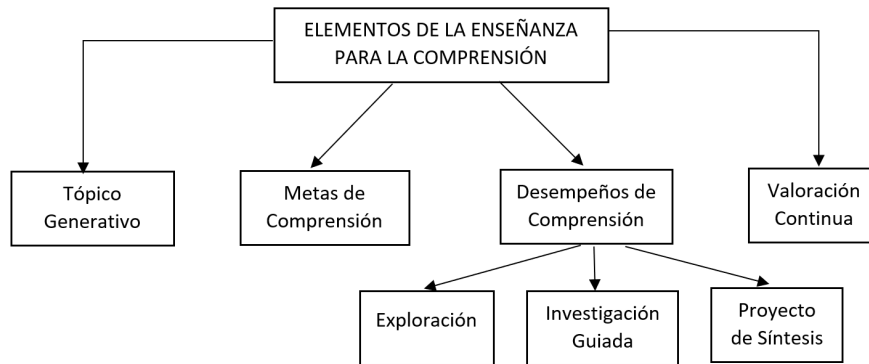 ELEMENTOS DE LA ENSEÑANZA
PARA LA COMPRENSIÓN
Tópico
Generativo
Metas de
Comprensión
Desempeños de
Comprensión
Valoración
Continua
Exploración
Investigación
Guiada
Proyecto
de Síntesis